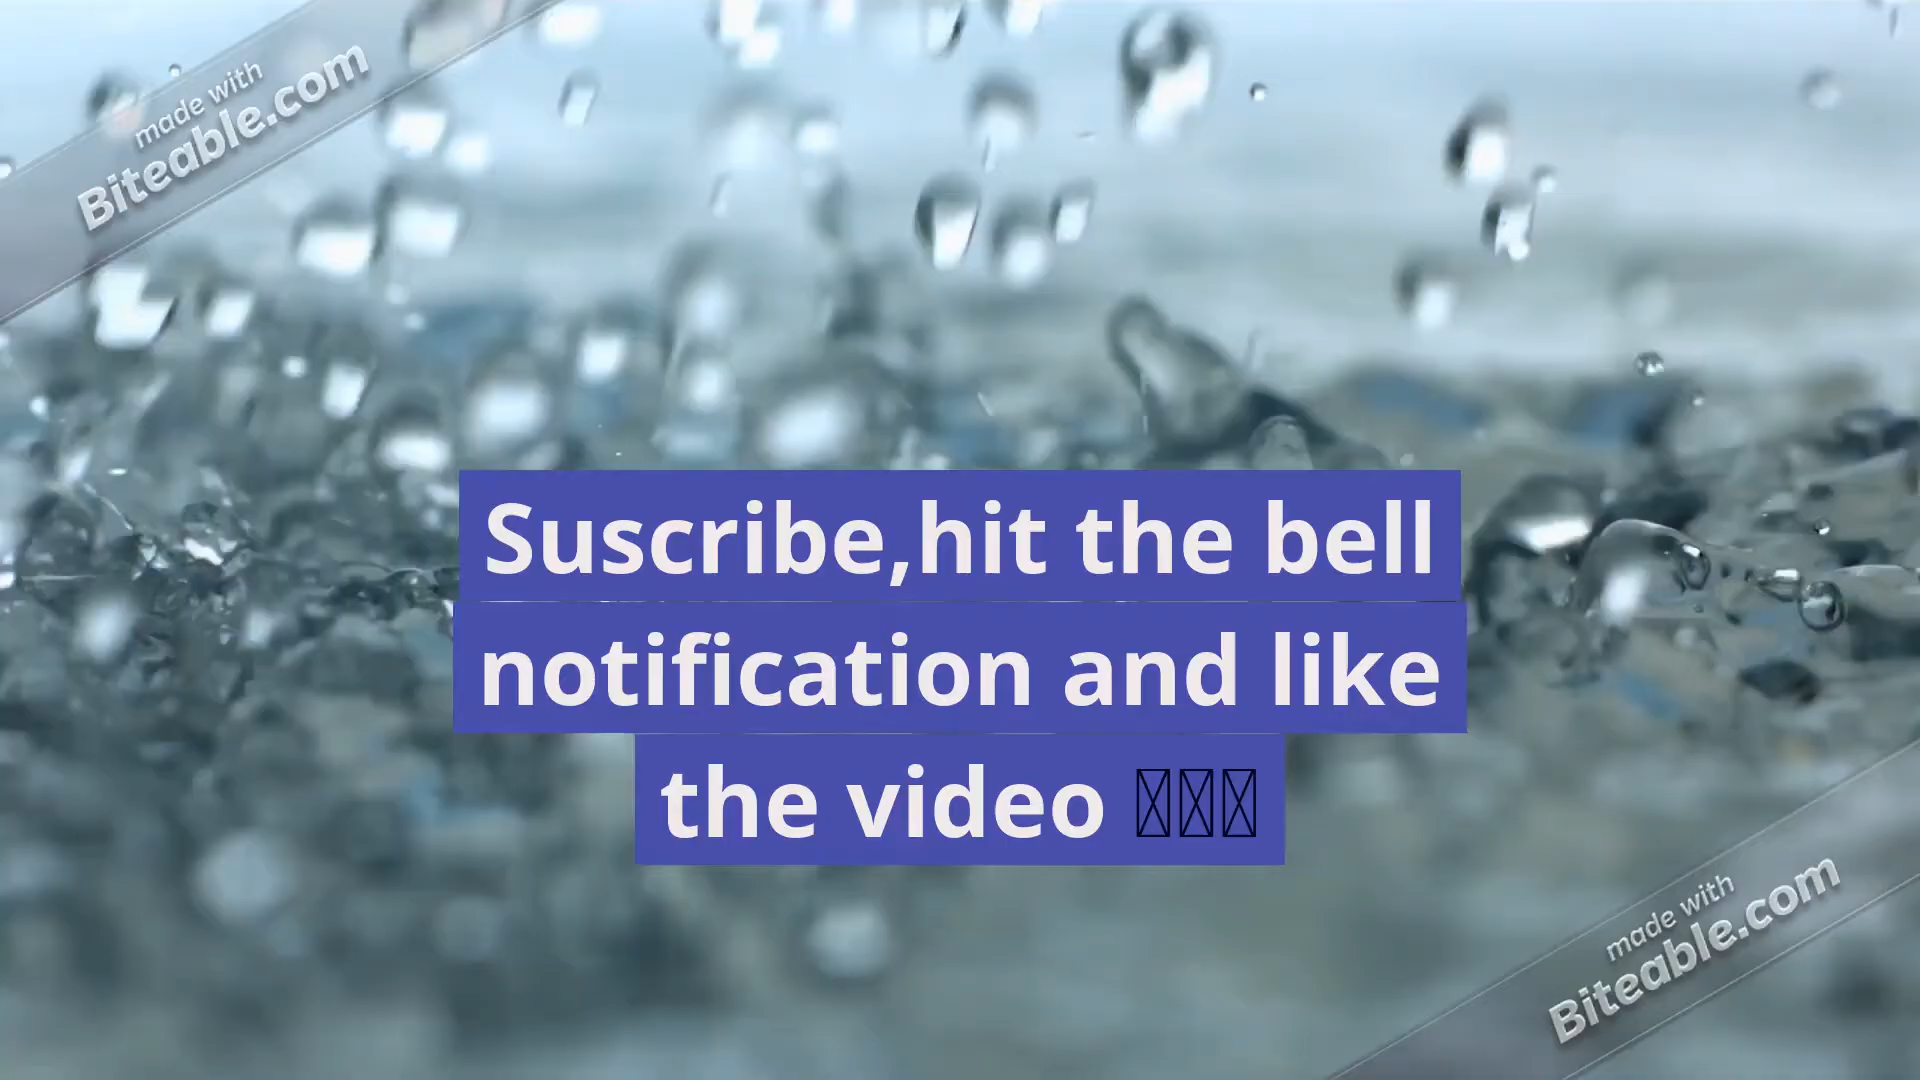 made with
Biteable.com
Suscribe,hit the bell
notification and like
the video
made with
Biteable.com